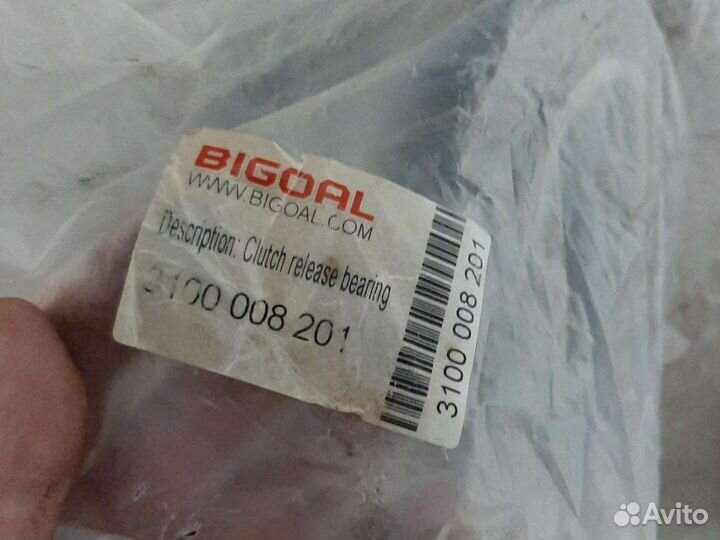 BIGOAL
WWW.BIGOAL.COM
Description: Clutch release bearing
3100 008 201
3100 008 201
Avito